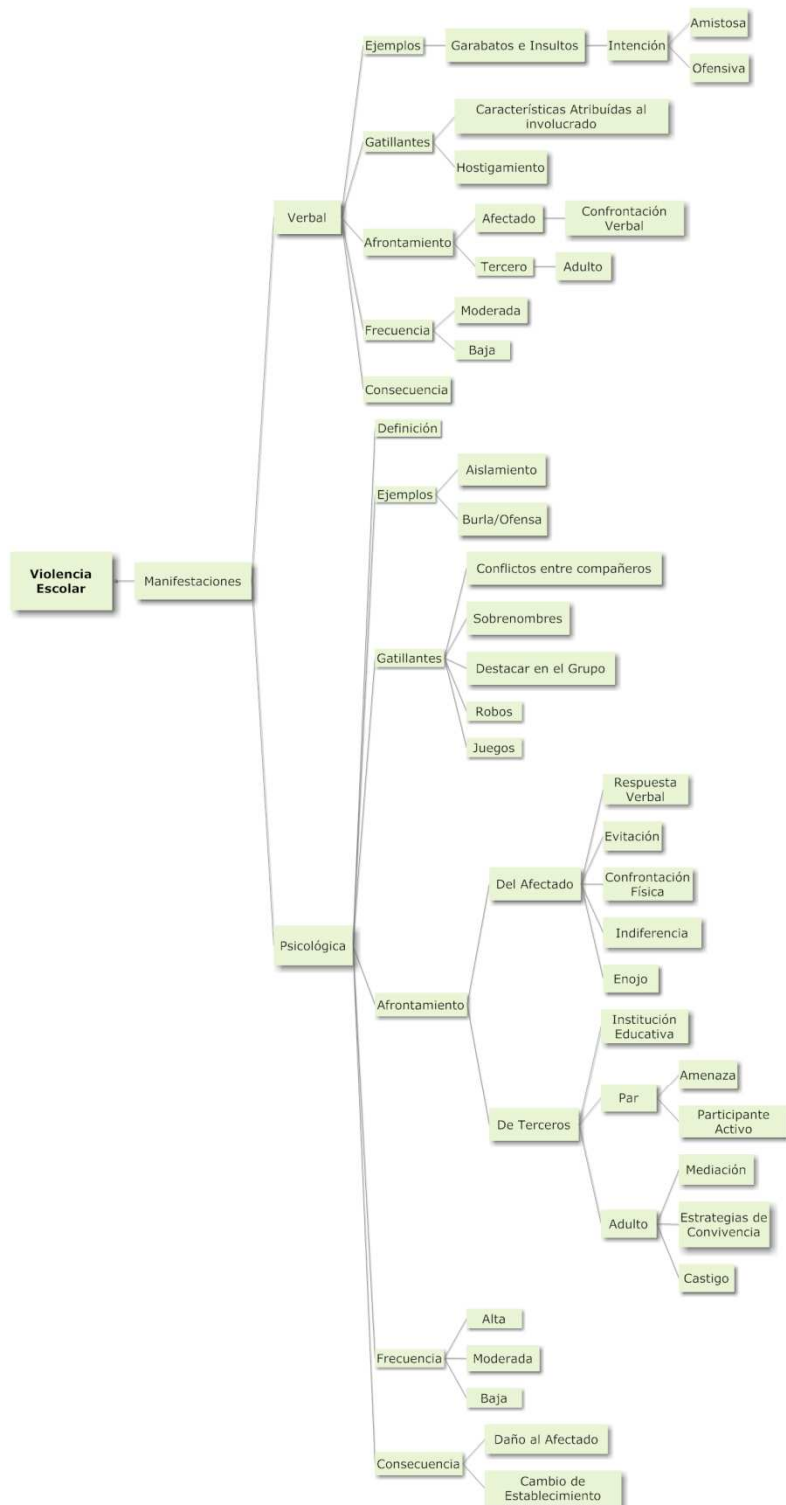 Violencia
Escolar
Manifestaciones
Verbal
Ejemplos
Garabatos e Insultos
Intención
Amistosa
Ofensiva
Gatillantes
Características Atribuídas al
involucrado
Hostigamiento
Afrontamiento
Afectado
Confrontación
Verbal
Tercero
Adulto
Frecuencia
Moderada
Baja
Consecuencia
Psicológica
Definición
Ejemplos
Aislamiento
Burla/Ofensa
Gatillantes
Conflictos entre compañeros
Sobrenombres
Destacar en el Grupo
Robos
Juegos
Afrontamiento
Del Afectado
Respuesta
Verbal
Evitación
Confrontación
Física
Indiferencia
Enojo
De Terceros
Institución
Educativa
Par
Amenaza
Participante
Activo
Adulto
Mediación
Estrategias de
Convivencia
Castigo
Frecuencia
Alta
Moderada
Baja
Consecuencia
Daño al Afectado
Cambio de
Establecimiento